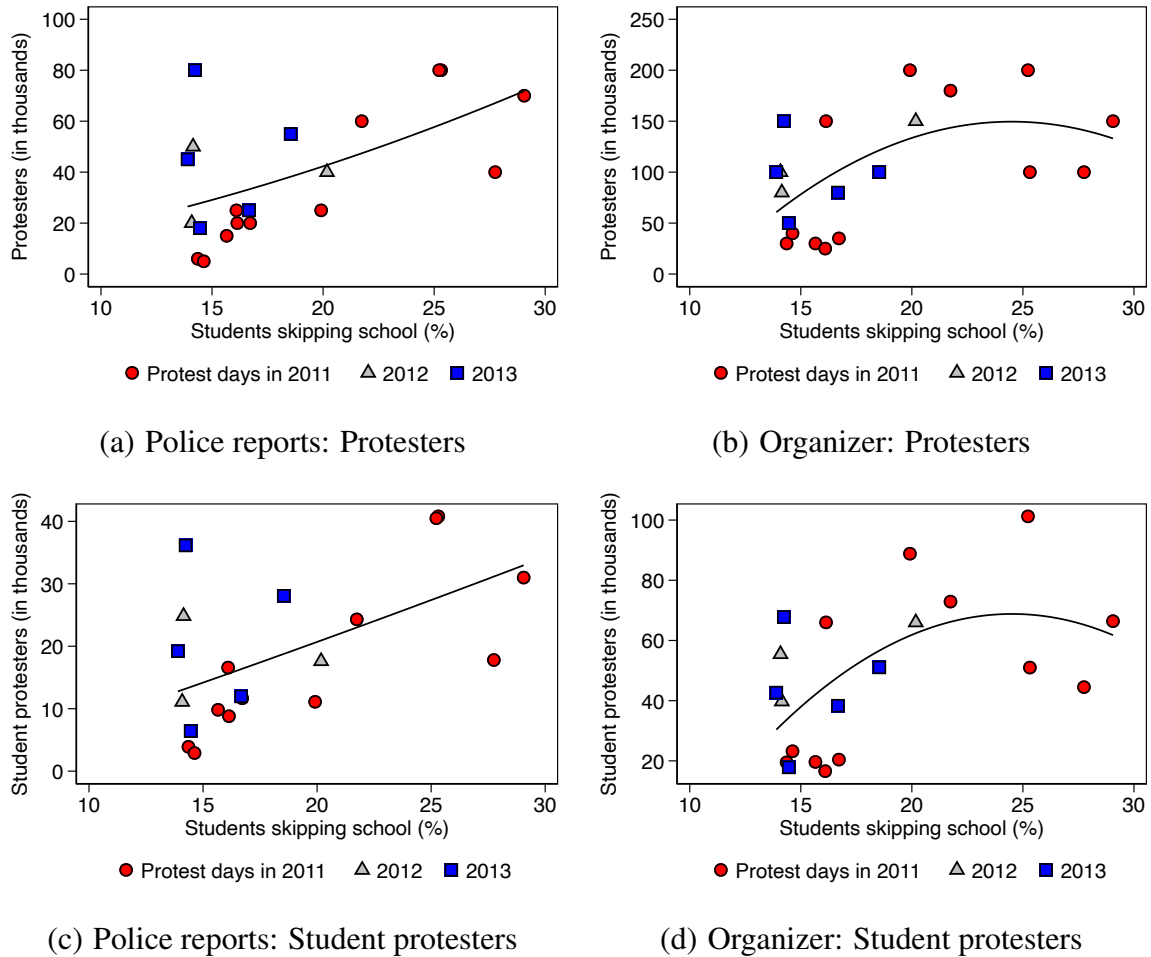 Protesters (in thousands)
100
80
60
40
20
0
10 15 20 25 30
Students skipping school (%)
Protest days in 2011 2012 2013
(a) Police reports: Protesters
Protesters (in thousands)
250
200
150
100
50
0
10 15 20 25 30
Students skipping school (%)
Protest days in 2011 2012 2013
(b) Organizer: Protesters
Student protesters (in thousands)
40
30
20
10
0
10 15 20 25 30
Students skipping school (%)
Protest days in 2011 2012 2013
(c) Police reports: Student protesters
Student protesters (in thousands)
100
80
60
40
20
10 15 20 25 30
Students skipping school (%)
Protest days in 2011 2012 2013
(d) Organizer: Student protesters